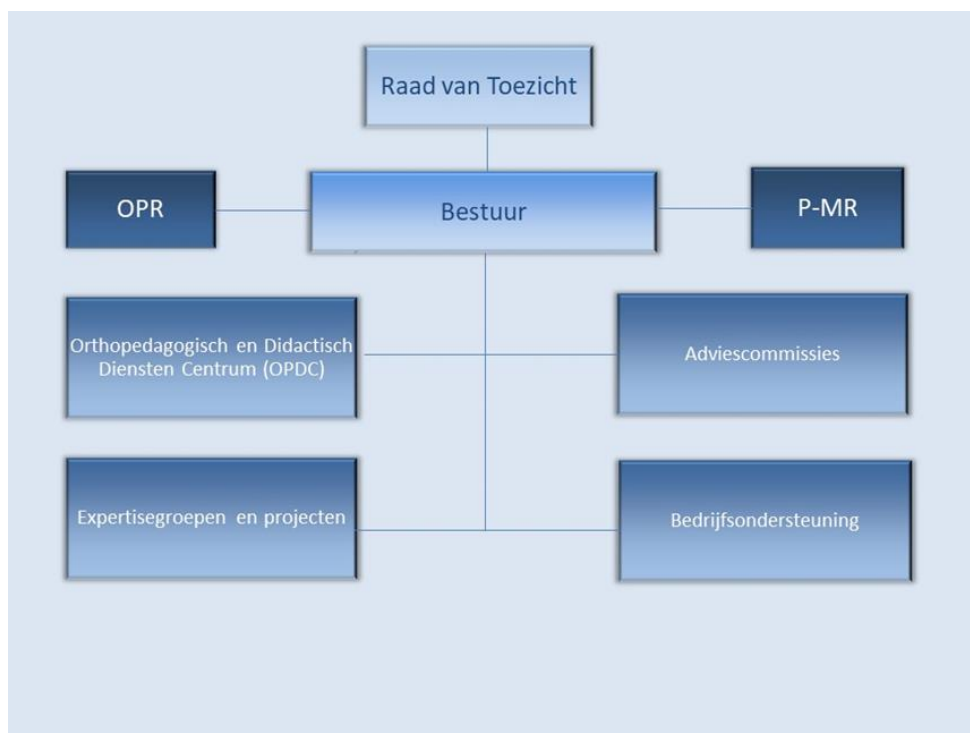 Raad van Toezicht
OPR
Bestuur
P-MR
Orthopedagogisch en Didactisch
Diensten Centrum (OPDC)
Adviescommissies
Expertisegroepen en projecten
Bedrijfsondersteuning